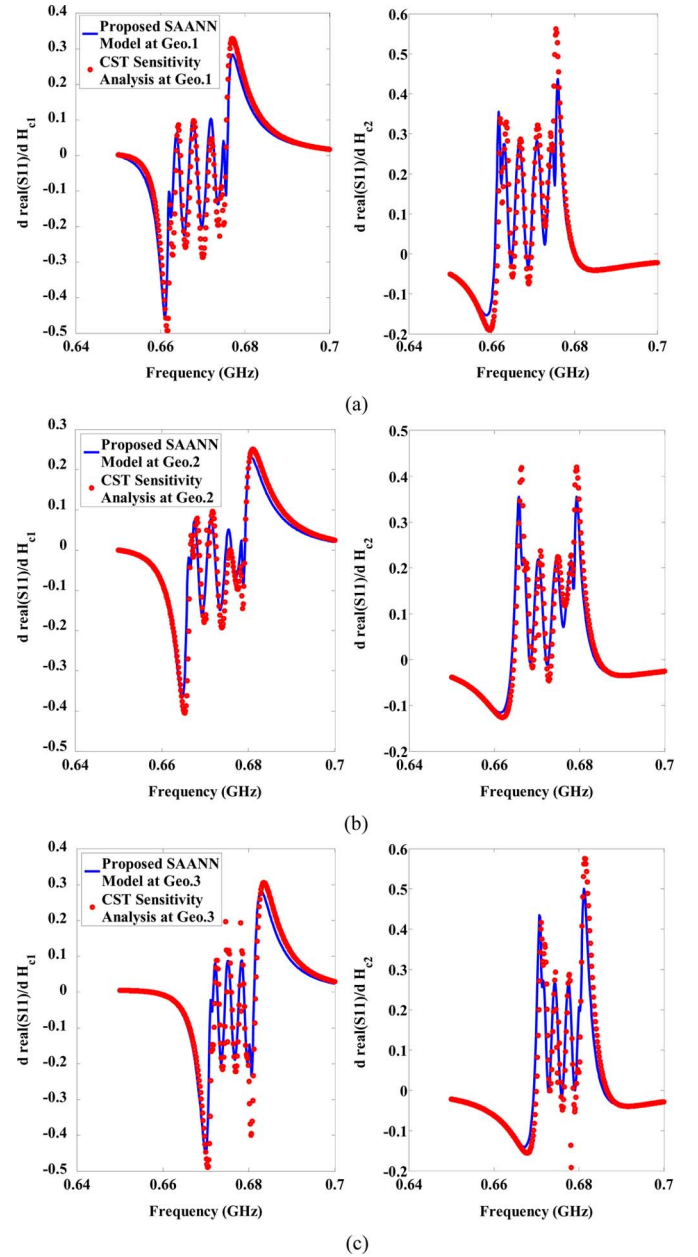 0.4
0.3
0.2
0.1
0
-0.1
-0.2
-0.3
-0.4
-0.5
d real(S11)/d H_c1
Proposed SAANN
Model at Geo.1
CST Sensitivity
Analysis at Geo.1
0.64 0.66 0.68 0.7
Frequency (GHz)
0.6
0.5
0.4
0.3
0.2
0.1
0
-0.1
-0.2
d real(S11)/d H_c2
0.64 0.66 0.68 0.7
Frequency (GHz)
(a)
0.3
0.2
0.1
0
-0.1
-0.2
-0.3
-0.4
-0.5
d real(S11)/d H_c1
Proposed SAANN
Model at Geo.2
CST Sensitivity
Analysis at Geo.2
0.64 0.66 0.68 0.7
Frequency (GHz)
0.5
0.4
0.3
0.2
0.1
0
-0.1
-0.2
d real(S11)/d H_c2
0.64 0.66 0.68 0.7
Frequency (GHz)
(b)
0.4
0.3
0.2
0.1
0
-0.1
-0.2
-0.3
-0.4
-0.5
d real(S11)/d H_c1
Proposed SAANN
Model at Geo.3
CST Sensitivity
Analysis at Geo.3
0.64 0.66 0.68 0.7
Frequency (GHz)
0.6
0.5
0.4
0.3
0.2
0.1
0
-0.1
-0.2
d real(S11)/d H_c2
0.64 0.66 0.68 0.7
Frequency (GHz)
(c)